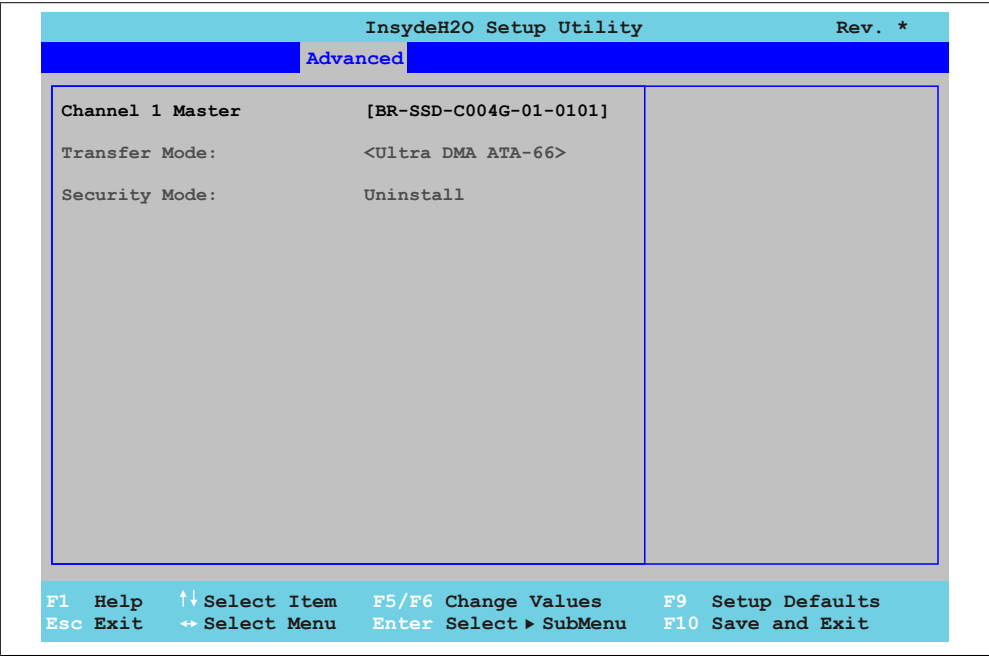 InsydeH2O Setup Utility Rev. *
Advanced
Channel 1 Master [BR-SSD-C004G-01-0101]
Transfer Mode: <Ultra DMA ATA-66>
Security Mode: Uninstall
F1 Help ↑↓ Select Item F5/F6 Change Values F9 Setup Defaults
Esc Exit ↔ Select Menu Enter Select ▶ SubMenu F10 Save and Exit